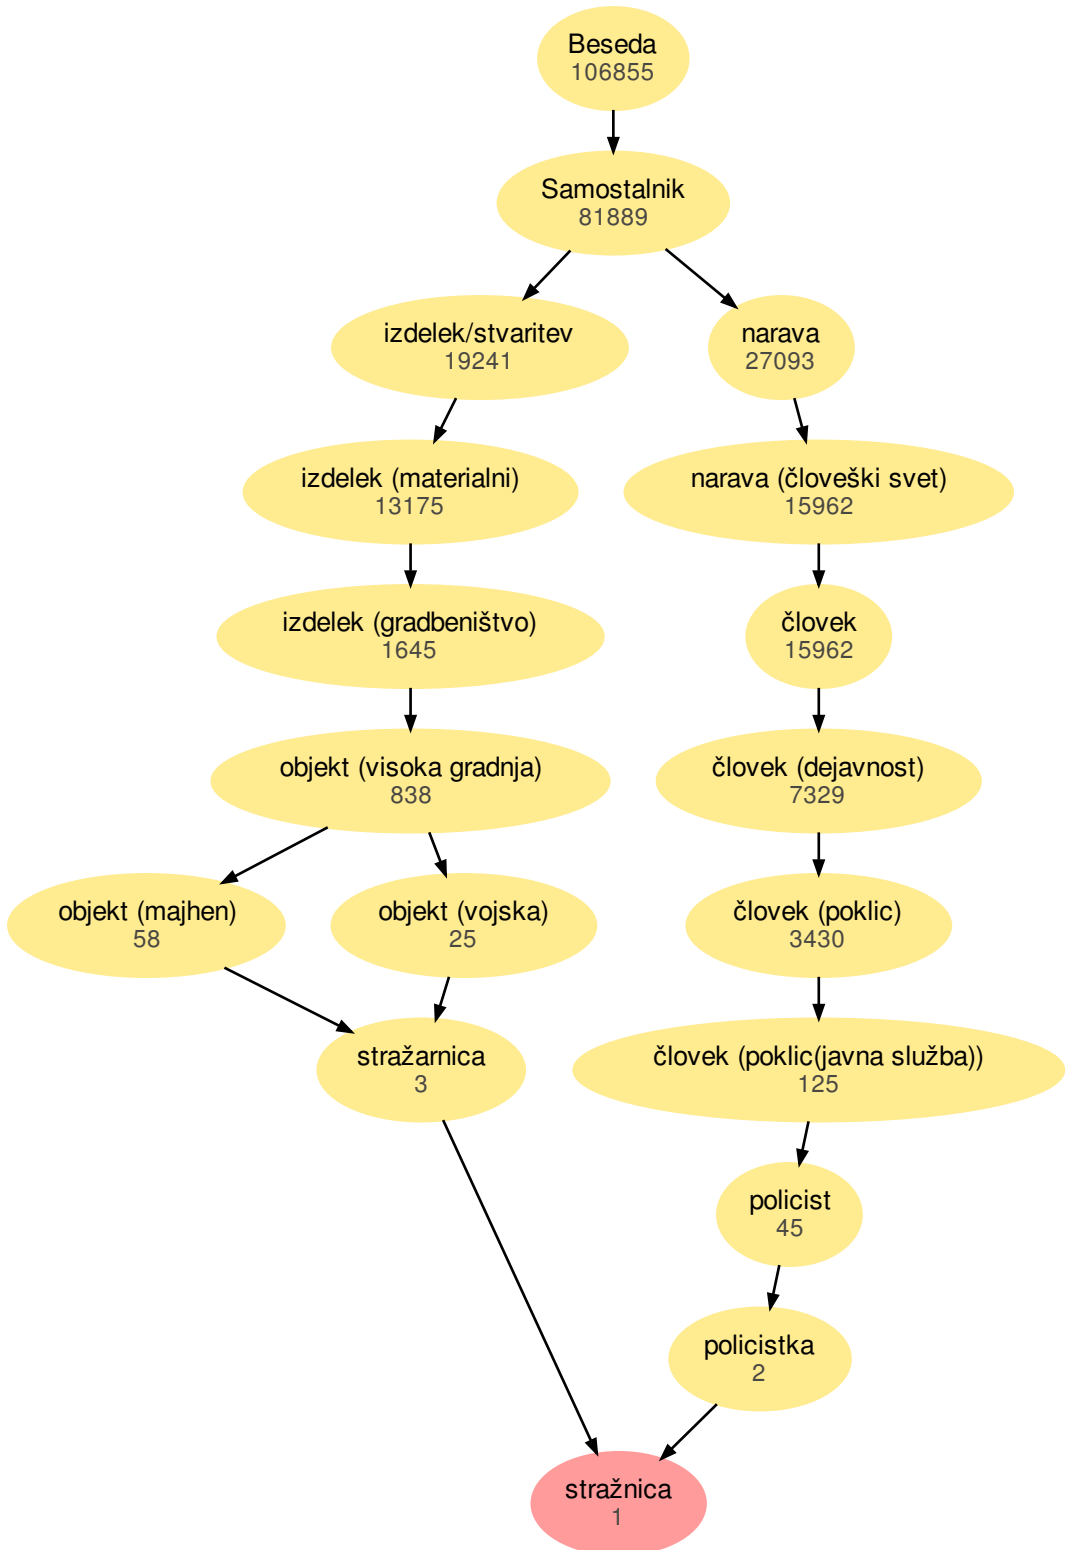 Beseda
106855
Samostalnik
81889
izdelek/stvaritev
19241
narava
27093
izdelek (materialni)
13175
narava (človeški svet)
15962
izdelek (gradbeništvo)
1645
človek
15962
objekt (visoka gradnja)
838
človek (dejavnost)
7329
objekt (majhen)
58
objekt (vojska)
25
človek (poklic)
3430
stražarnica
3
človek (poklic(javna služba))
125
policist
45
policistka
2
stražnica
1